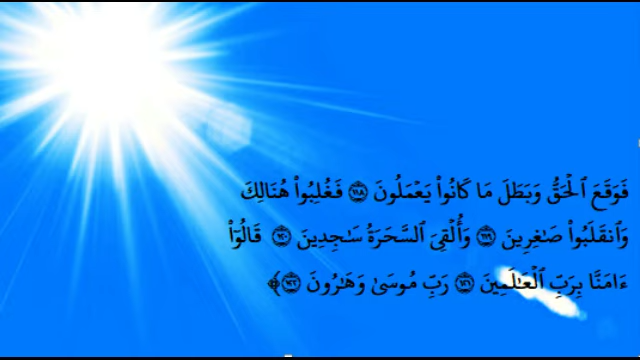 فَوَقَعَ ٱلْحَقُّ وَبَطَلَ مَا كَانُوا۟ يَعْمَلُونَ ۝١١٨ فَغُلِبُوا۟ هُنَالِكَ
وَٱنقَلَبُوا۟ صَـٰغِرِينَ ۝١١٩ وَأُلْقِىَ ٱلسَّحَرَةُ سَـٰجِدِينَ ۝١٢٠ قَالُوٓا۟
ءَامَنَّا بِرَبِّ ٱلْعَـٰلَمِينَ ۝١٢١ رَبِّ مُوسَىٰ وَهَـٰرُونَ ۝١٢٢﴾